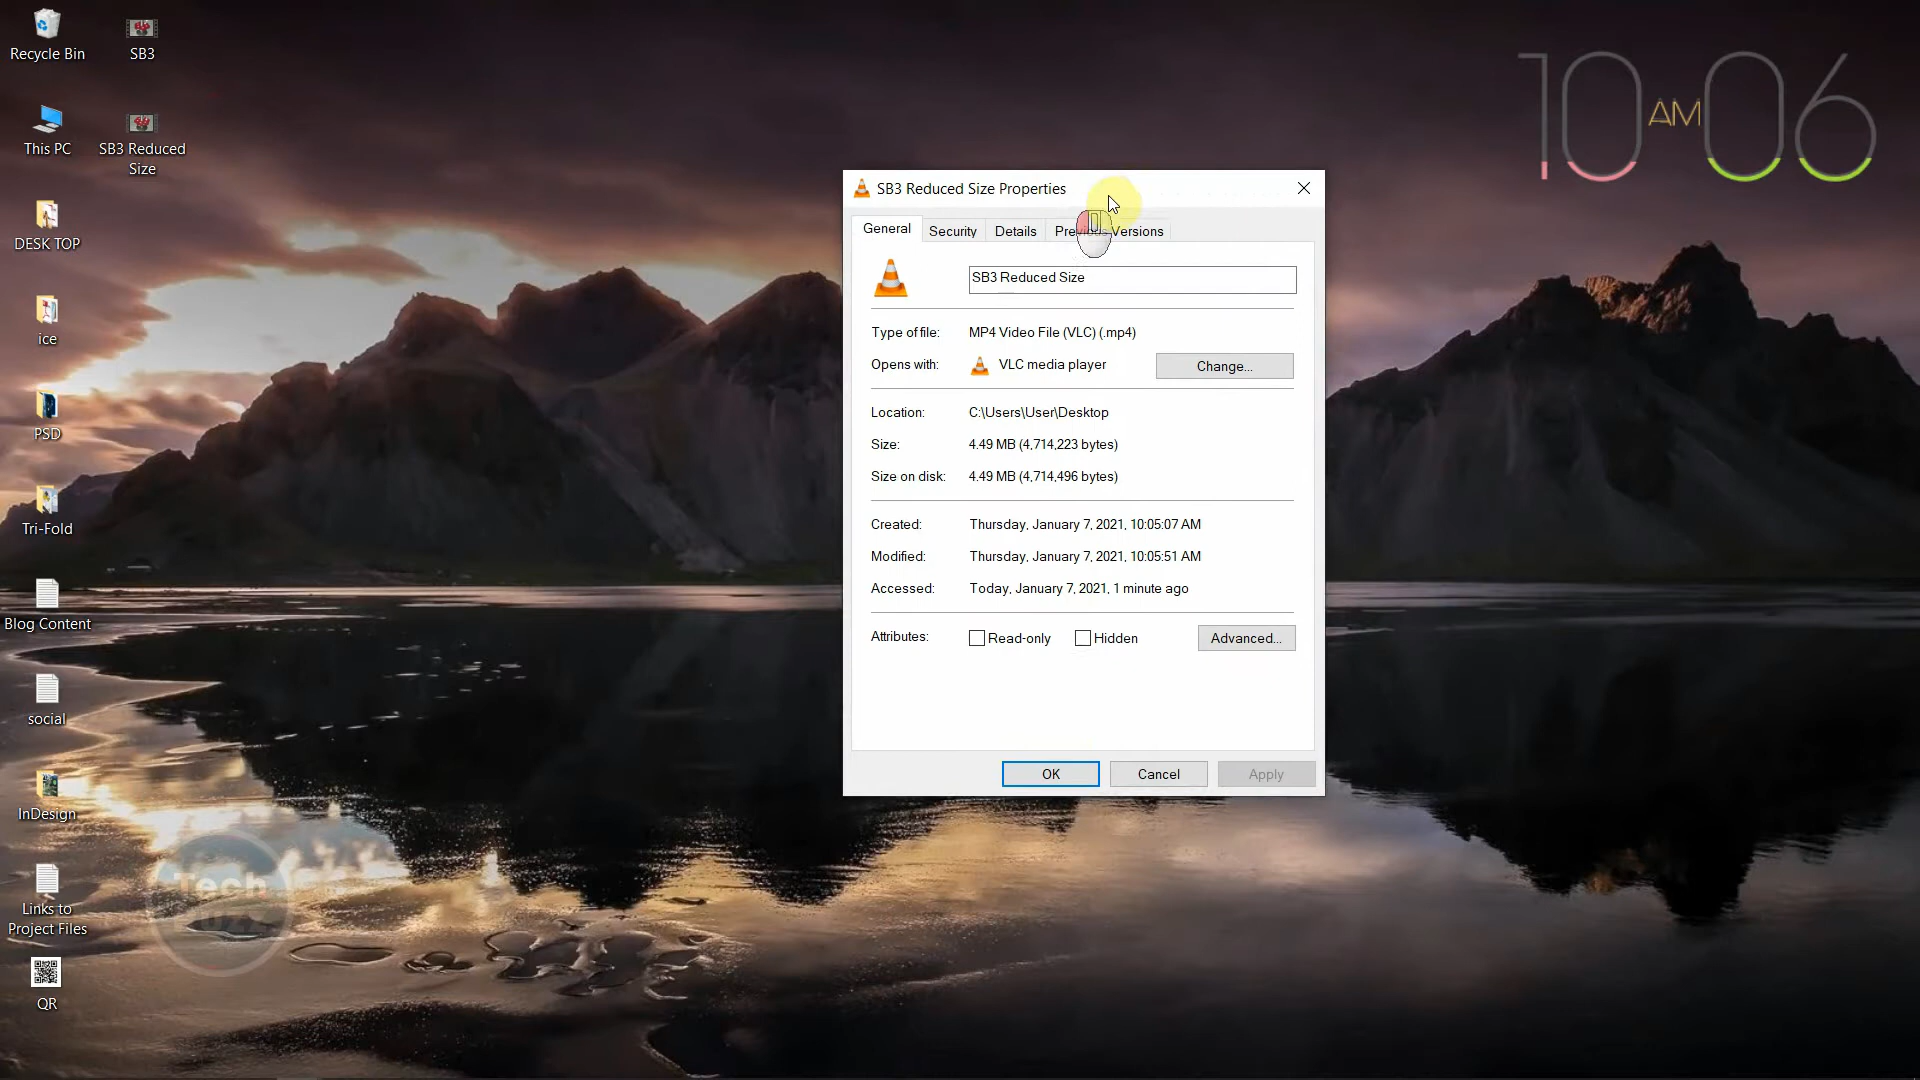 Recycle Bin
SB3
This PC
SB3 Reduced
Size
DESK TOP
ice
PSD
Tri-Fold
Blog Content
social
InDesign
Links to
Project Files
QR
Tech
10 AM 06
SB3 Reduced Size Properties
General
Security
Details
Previous Versions
SB3 Reduced Size
Type of file:
MP4 Video File (VLC) (.mp4)
Opens with:
VLC media player
Change...
Location:
C:\Users\User\Desktop
Size:
4.49 MB (4,714,223 bytes)
Size on disk:
4.49 MB (4,714,496 bytes)
Created:
Thursday, January 7, 2021, 10:05:07 AM
Modified:
Thursday, January 7, 2021, 10:05:51 AM
Accessed:
Today, January 7, 2021, 1 minute ago
Attributes:
Read-only
Hidden
Advanced...
OK
Cancel
Apply